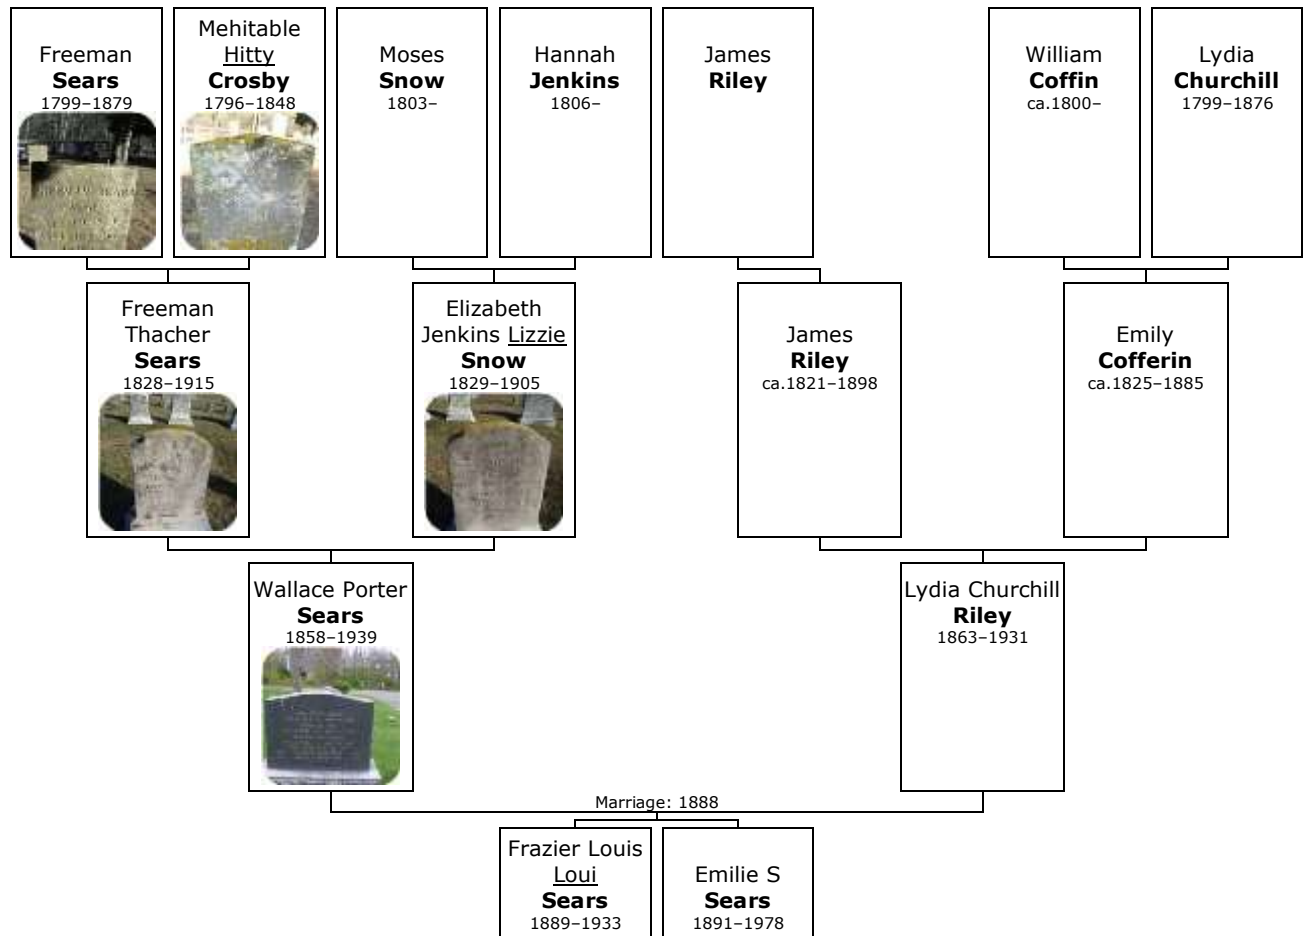 Freeman
Sears
1799–1879
Mehitable
Hitty
Crosby
1796–1848
Moses
Snow
1803–
Hannah
Jenkins
1806–
James
Riley
William
Coffin
ca.1800–
Lydia
Churchill
1799–1876
Freeman
Thacher
Sears
1828–1915
Elizabeth
Jenkins Lizzie
Snow
1829–1905
James
Riley
ca.1821–1898
Emily
Cofferin
ca.1825–1885
Wallace Porter
Sears
1858–1939
Lydia Churchill
Riley
1863–1931
Marriage: 1888
Frazier Louis
Loui
Sears
1889–1933
Emilie S
Sears
1891–1978